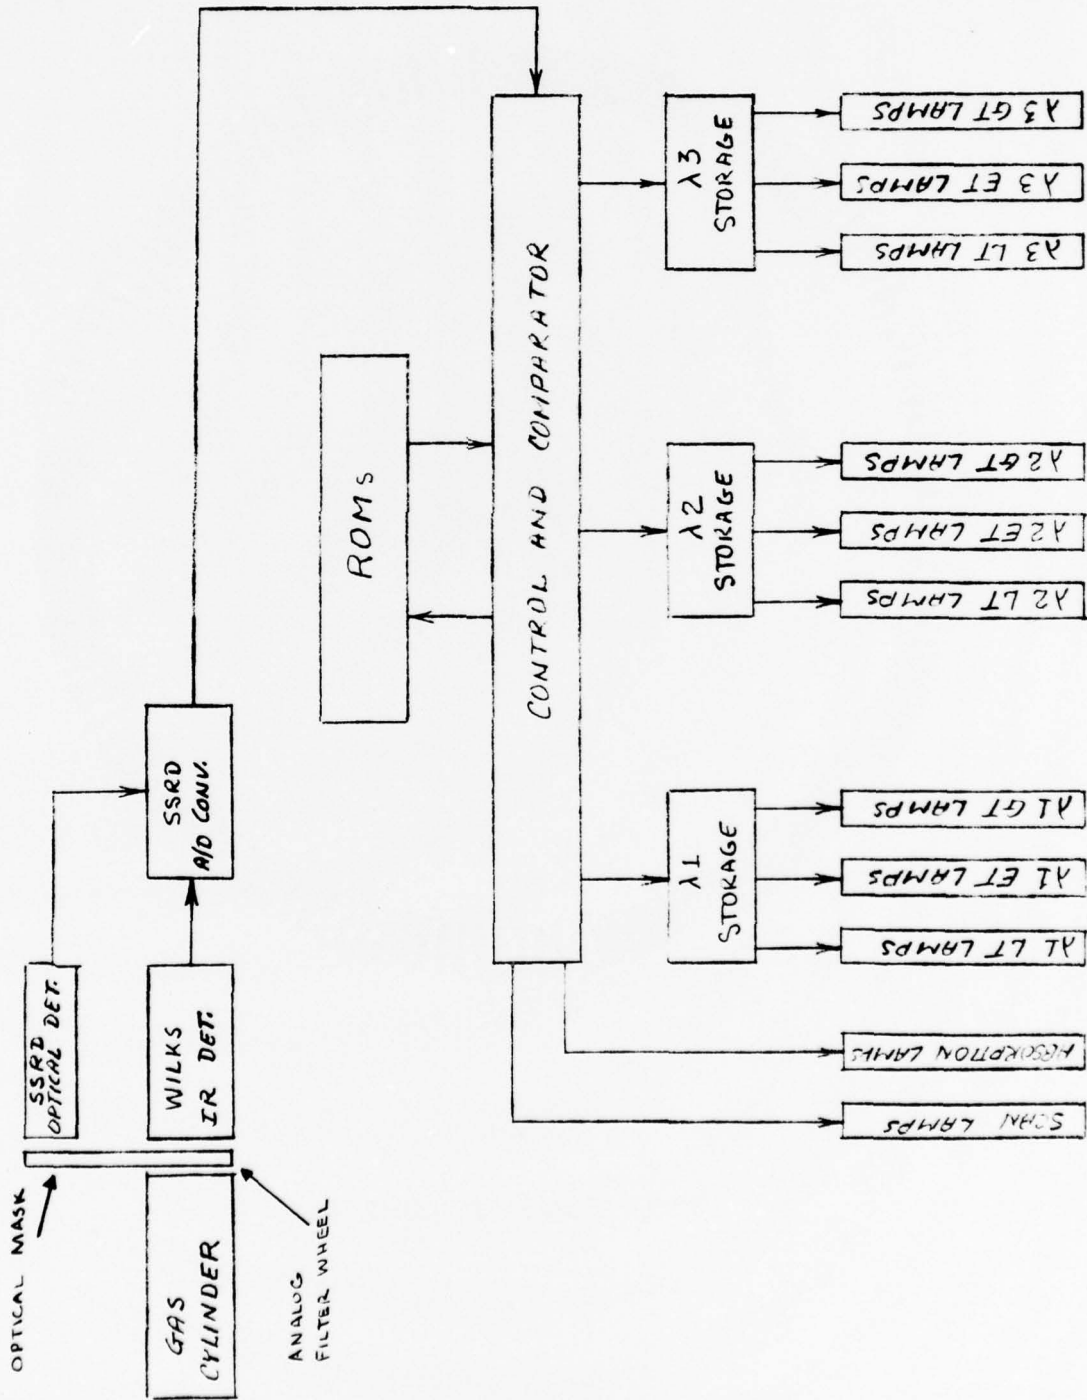 OPTICAL MASK
SSRD
OPTICAL DET.
GAS
CYLINDER
WILKS
IR DET.
SSRD
A/D CONV.
ANALOG
FILTER WHEEL
ROMs
CONTROL AND COMPARATOR
λ1
STORAGE
λ2
STORAGE
λ3
STORAGE
SCAN LAMPS
ABSORPTION LAMPS
λ1 LT LAMPS
λ1 ET LAMPS
λ1 GT LAMPS
λ2 LT LAMPS
λ2 ET LAMPS
λ2 GT LAMPS
λ3 LT LAMPS
λ3 ET LAMPS
λ3 GT LAMPS